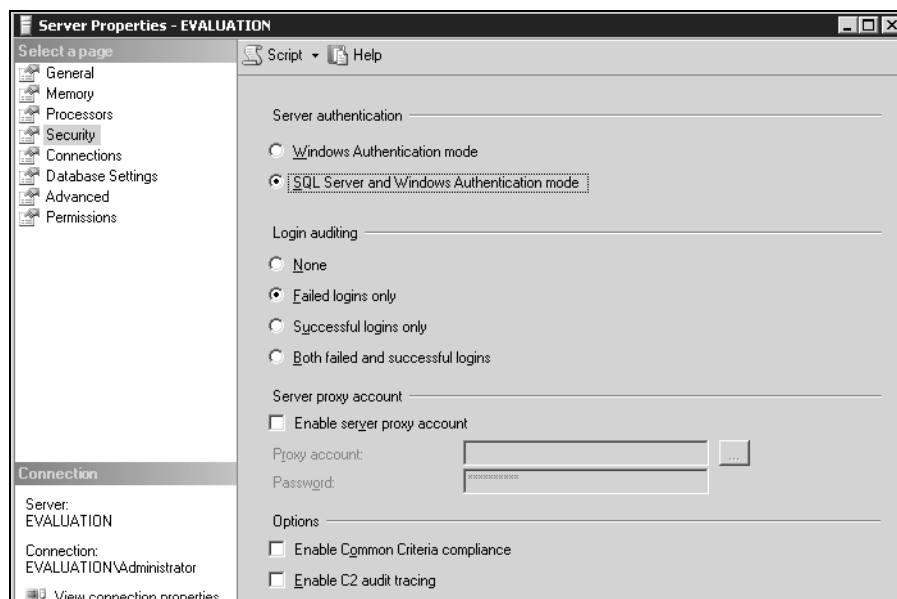 Server Properties - EVALUATION
Select a page
General
Memory
Processors
Security
Connections
Database Settings
Advanced
Permissions
Connection
Server:
EVALUATION
Connection:
EVALUATION\Administrator
View connection properties
Script Help
Server authentication
Windows Authentication mode
SQL Server and Windows Authentication mode
Login auditing
None
Failed logins only
Successful logins only
Both failed and successful logins
Server proxy account
Enable server proxy account
Proxy account:
...
Password:
**********
Options
Enable Common Criteria compliance
Enable C2 audit tracing